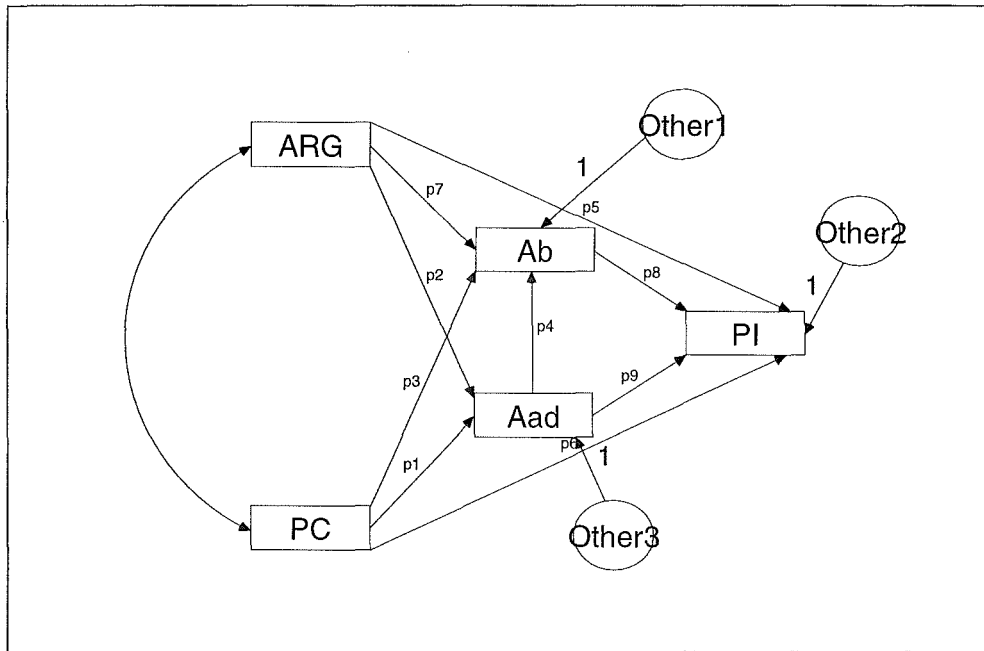 Other1
ARG
1
p7
p5
Other2
Ab
p2
p8
1
p4
PI
p3
p9
Aad
p1
p6
1
PC
Other3